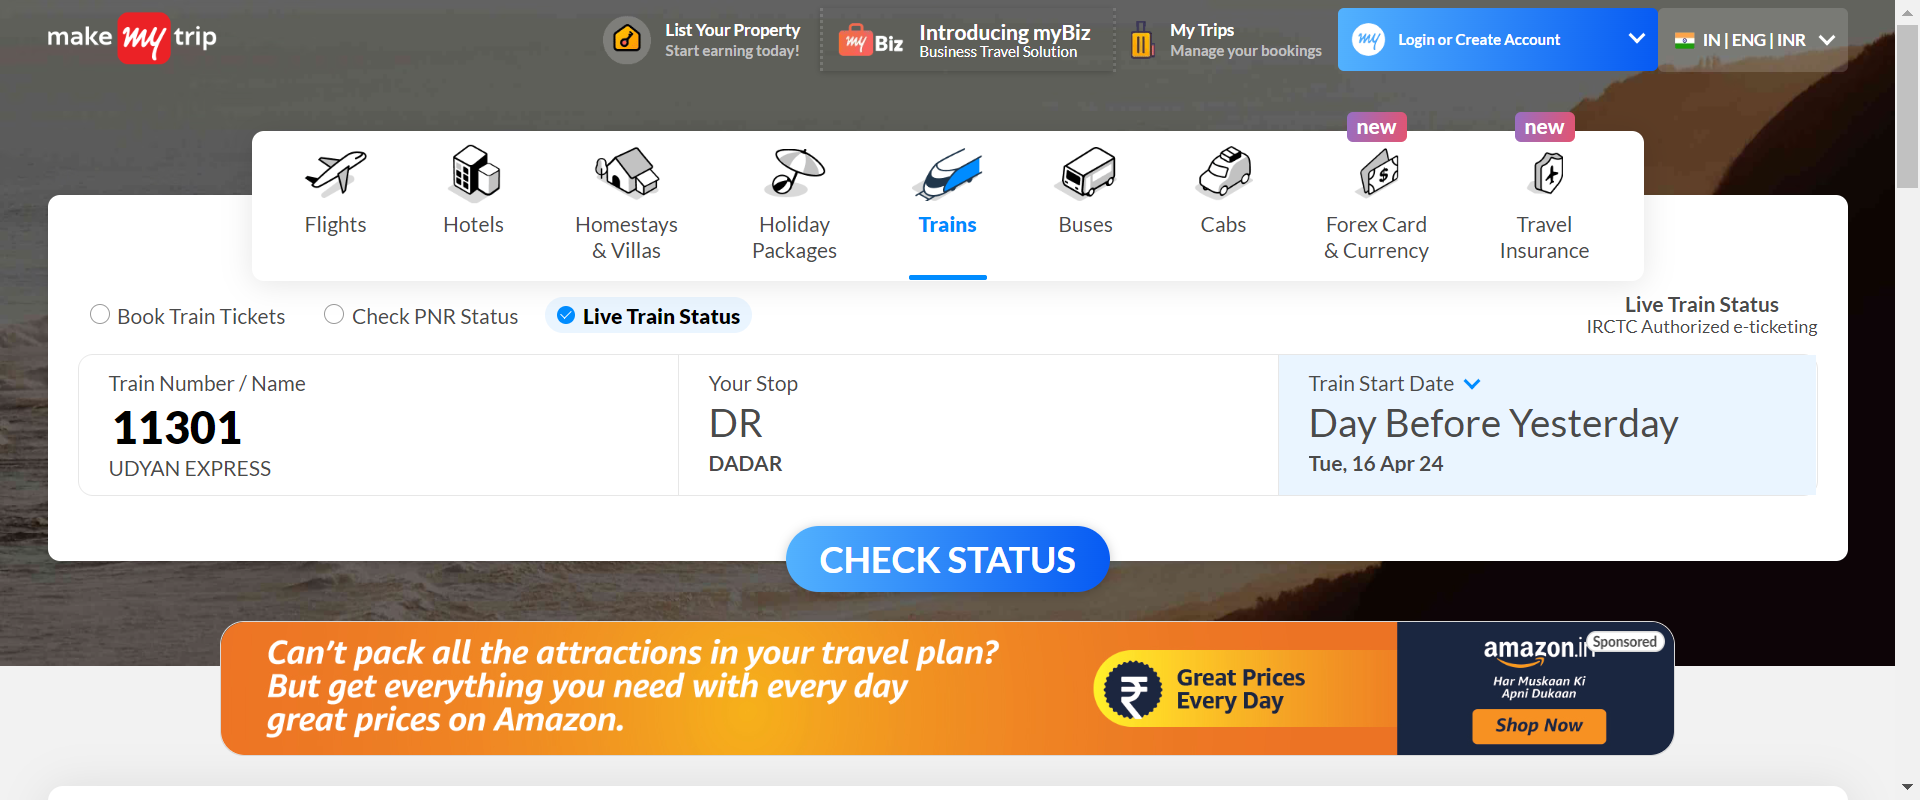 make my trip
List Your Property
Start earning today!
my Biz
Introducing myBiz
Business Travel Solution
My Trips
Manage your bookings
my
Login or Create Account
IN | ENG | INR
new
new
Flights
Hotels
Homestays
& Villas
Holiday
Packages
Trains
Buses
Cabs
Forex Card
& Currency
Travel
Insurance
Book Train Tickets
Check PNR Status
Live Train Status
Live Train Status
IRCTC Authorized e-ticketing
Train Number / Name
11301
UDYAN EXPRESS
Your Stop
DR
DADAR
Train Start Date
Day Before Yesterday
Tue, 16 Apr 24
CHECK STATUS
Can't pack all the attractions in your travel plan?
But get everything you need with every day
great prices on Amazon.
₹
Great Prices
Every Day
amazon.in
Sponsored
Har Muskaan Ki
Apni Dukaan
Shop Now